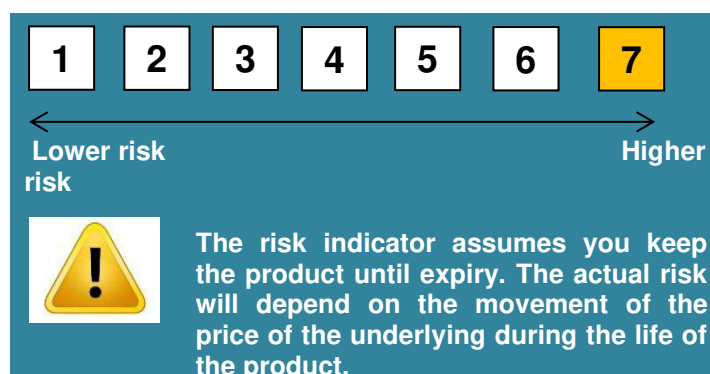 1 2 3 4 5 6 7
Lower risk Higher
risk
!
The risk indicator assumes you keep
the product until expiry. The actual risk
will depend on the movement of the
price of the underlying during the life of
the product.